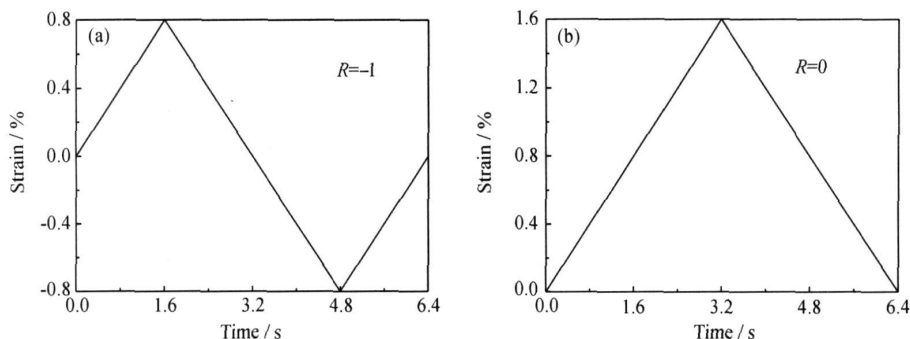 (a)
R=–1
0.8
0.4
0.0
-0.4
-0.8
Strain / %
0.0 1.6 3.2 4.8 6.4
Time / s
(b)
R=0
1.6
1.2
0.8
0.4
0.0
Strain / %
0.0 1.6 3.2 4.8 6.4
Time / s